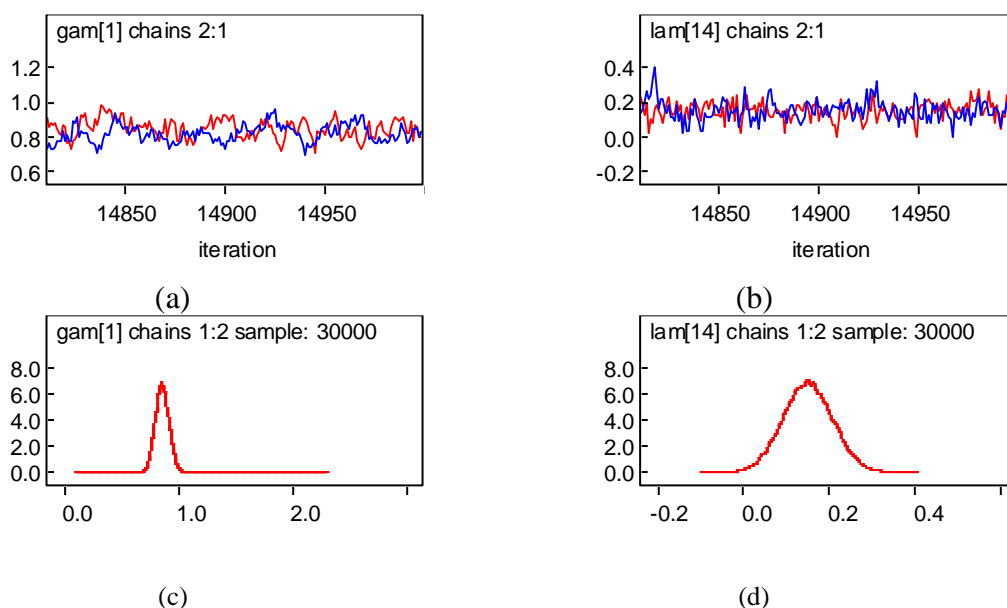 gam[1] chains 2:1
1.2
1.0
0.8
0.6
14850 14900 14950
iteration
(a)
lam[14] chains 2:1
0.4
0.2
0.0
-0.2
14850 14900 14950
iteration
(b)
gam[1] chains 1:2 sample: 30000
8.0
6.0
4.0
2.0
0.0
0.0 1.0 2.0
(c)
lam[14] chains 1:2 sample: 30000
8.0
6.0
4.0
2.0
0.0
-0.2 0.0 0.2 0.4
(d)